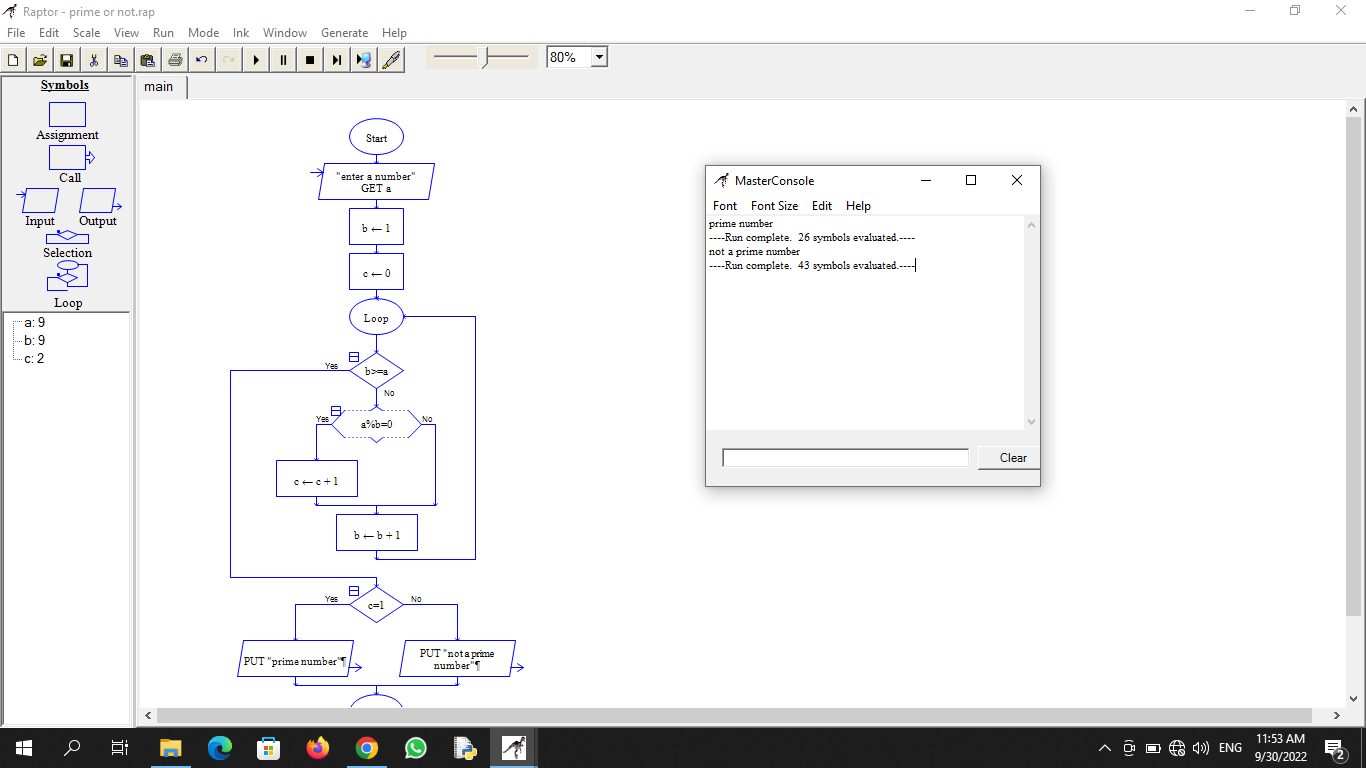 Raptor - prime or not.rap
File Edit Scale View Run Mode Ink Window Generate Help
80%
Symbols
Assignment
Call
Input Output
Selection
Loop
a: 9
b: 9
c: 2
main
Start
"enter a number"
GET a
b ← 1
c ← 0
Loop
Yes
b>=a
No
Yes
a%b=0
No
c ← c + 1
b ← b + 1
Yes
c=1
No
PUT "prime number"¶
PUT "not a prime
number"¶
MasterConsole
Font Font Size Edit Help
prime number
----Run complete. 26 symbols evaluated.----
not a prime number
----Run complete. 43 symbols evaluated.----
Clear
ENG
11:53 AM
9/30/2022
2